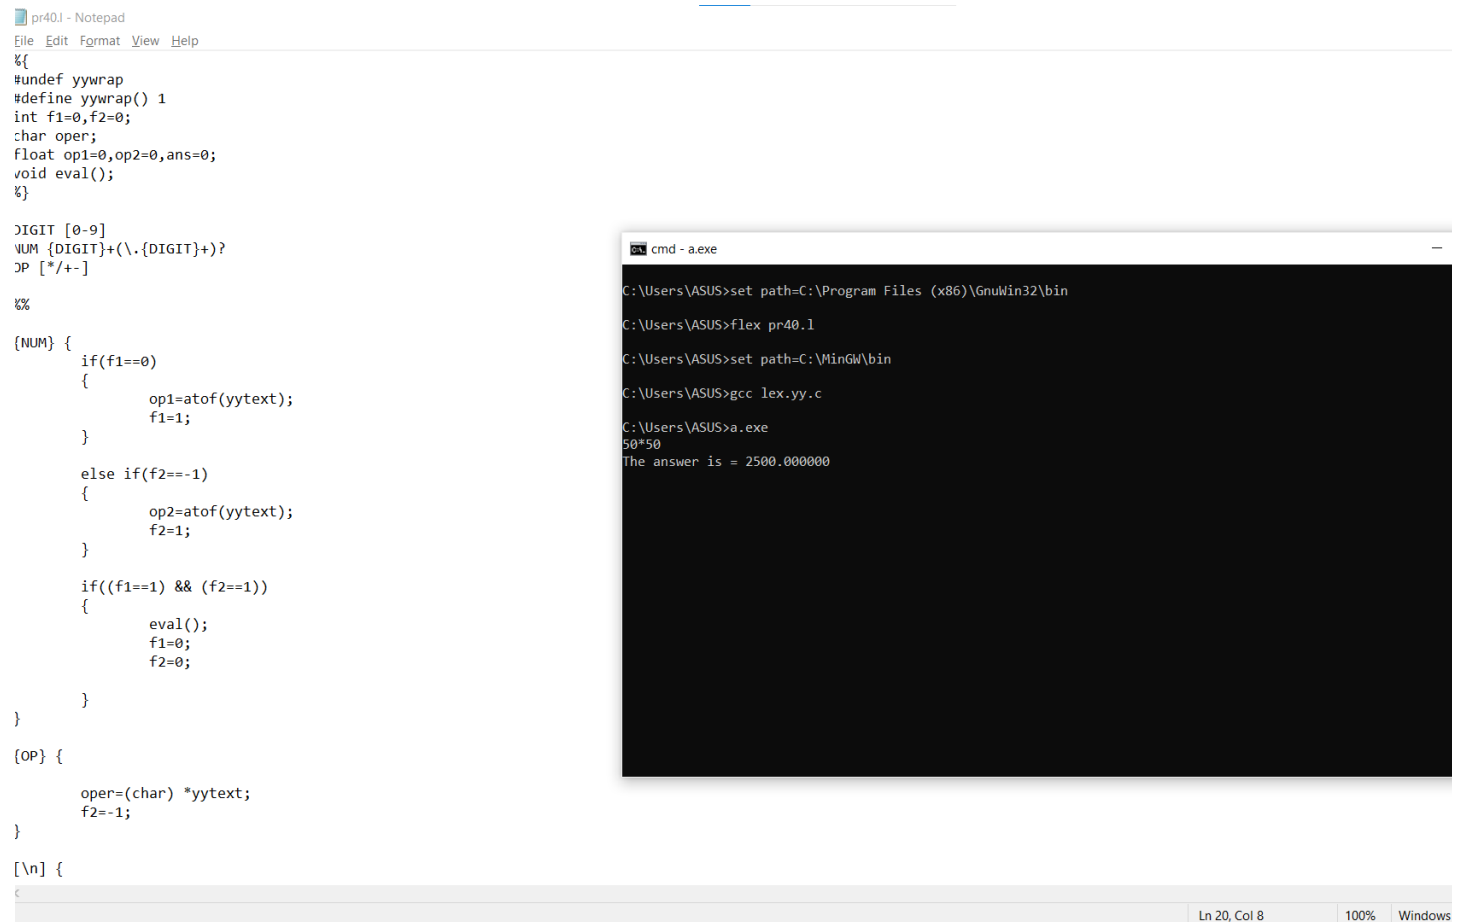 pr40.l - Notepad
File Edit Format View Help
%{
#undef yywrap
#define yywrap() 1
int f1=0,f2=0;
char oper;
float op1=0,op2=0,ans=0;
void eval();
%}
DIGIT [0-9]
NUM {DIGIT}+(\.{DIGIT}+)?
OP [*/+-]
%%
{NUM} {
if(f1==0)
{
op1=atof(yytext);
f1=1;
}
else if(f2==-1)
{
op2=atof(yytext);
f2=1;
}
if((f1==1) && (f2==1))
{
eval();
f1=0;
f2=0;
}
}
{OP} {
oper=(char) *yytext;
f2=-1;
}
[\n] {
Ln 20, Col 8 100% Windows
cmd - a.exe
C:\Users\ASUS>set path=C:\Program Files (x86)\GnuWin32\bin
C:\Users\ASUS>flex pr40.l
C:\Users\ASUS>set path=C:\MinGW\bin
C:\Users\ASUS>gcc lex.yy.c
C:\Users\ASUS>a.exe
50*50
The answer is = 2500.000000